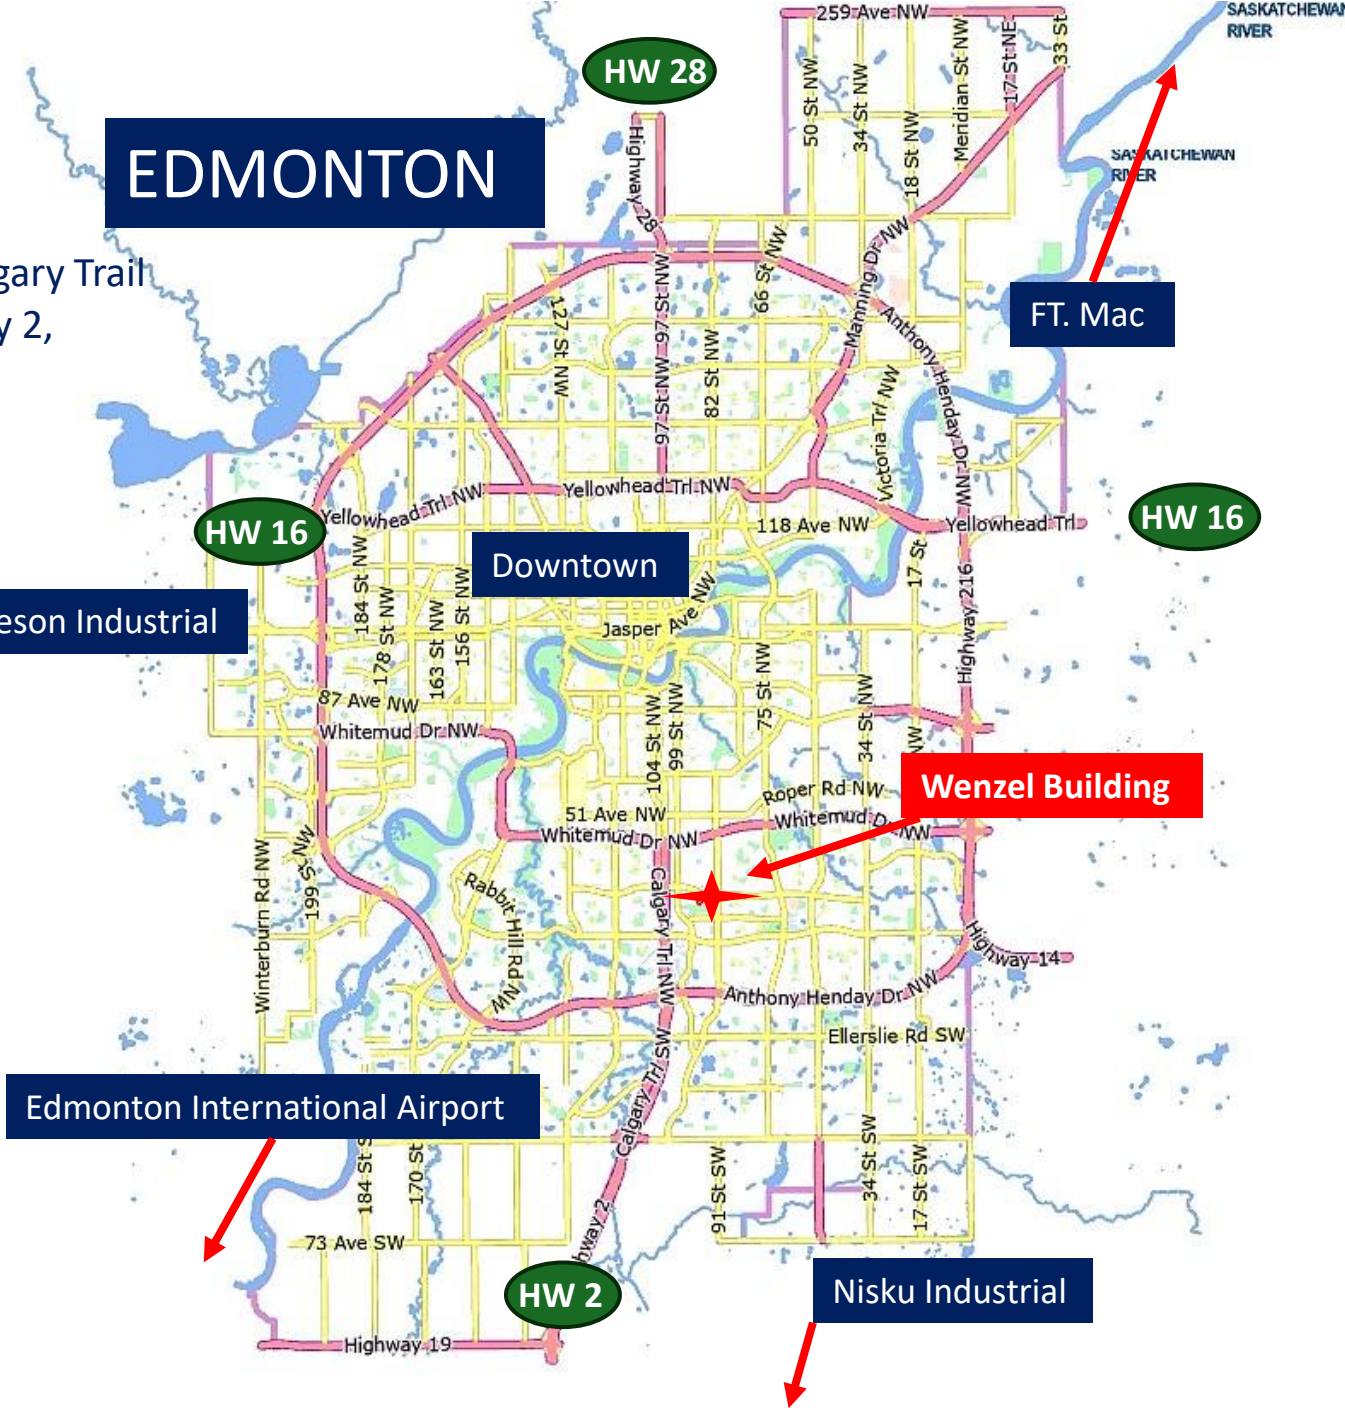 259 Ave NW
SASKATCHEWAN
RIVER
33 St
HW 28
50 St NW
34 St NW
18 St NW
Meridian St NW
17 St NE
Highway 28
EDMONTON
SASKATCHEWAN
RIVER
gary Trail
y 2,
66 St NW
Manning Dr NW
97 St NW
97 St NW
82 St NW
127 St NW
FT. Mac
Anthony Henday Dr NW
Victoria Trl NW
97 St NW
Yellowhead Trl NW
Yellowhead Trl NW
HW 16
118 Ave NW
Yellowhead Trl
HW 16
Downtown
17 St
184 St NW
178 St NW
163 St NW
156 St NW
eson Industrial
Jasper Ave NW
Highway 216
87 Ave NW
Whitemud Dr NW
104 St NW
99 St NW
75 St NW
34 St NW
NW
Wenzel Building
Roper Rd NW
51 Ave NW
Whitemud Dr NW
Whitemud Dr NW
Winterburn Rd NW
199 St NW
Rabbit Hill Rd NW
Calgary Trl NW
Highway 14
Anthony Henday Dr NW
Ellerslie Rd SW
Calgary Trl SW
Edmonton International Airport
184 St S
170 St
91 St SW
34 St SW
17 St SW
73 Ave SW
hway 2
HW 2
Nisku Industrial
Highway 19